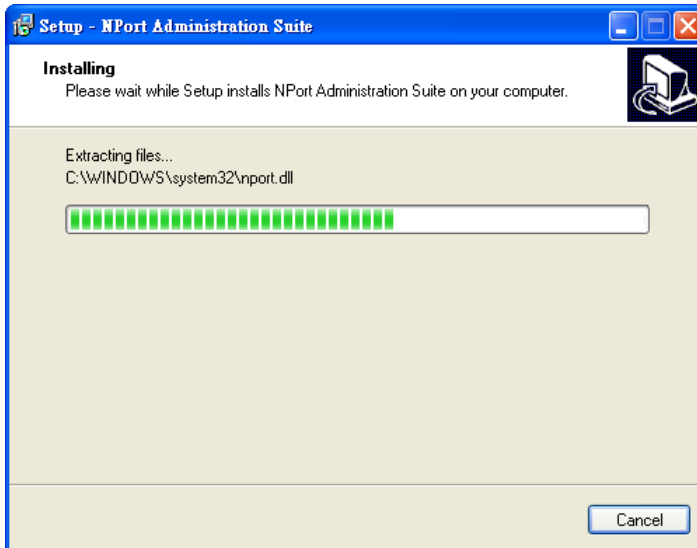 Setup - NPort Administration Suite
Installing
Please wait while Setup installs NPort Administration Suite on your computer.
Extracting files...
C:\WINDOWS\system32\nport.dll
Cancel